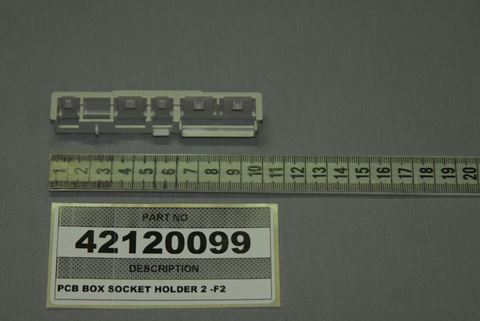 1 2 3 4 5 6 7 8 9 10 11 12 13 14 15 16 17 18 19 20
PART NO
42120099
DESCRIPTION
PCB BOX SOCKET HOLDER 2 -F2